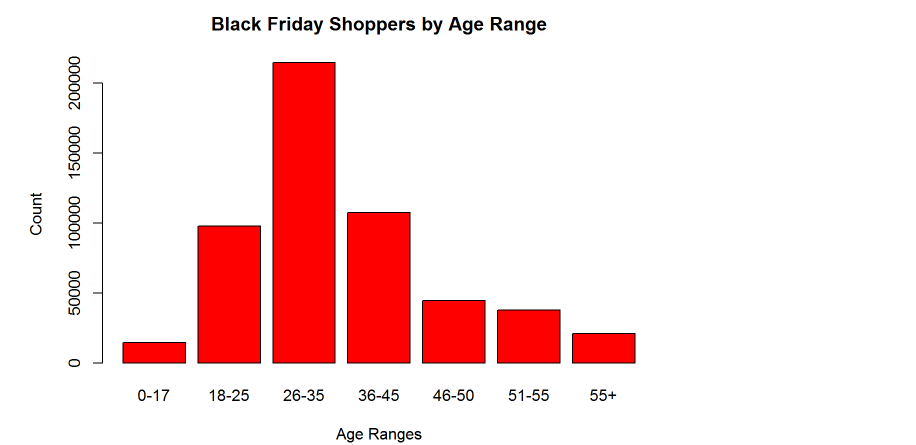 Black Friday Shoppers by Age Range
Count
200000
150000
100000
50000
0
0-17 18-25 26-35 36-45 46-50 51-55 55+
Age Ranges